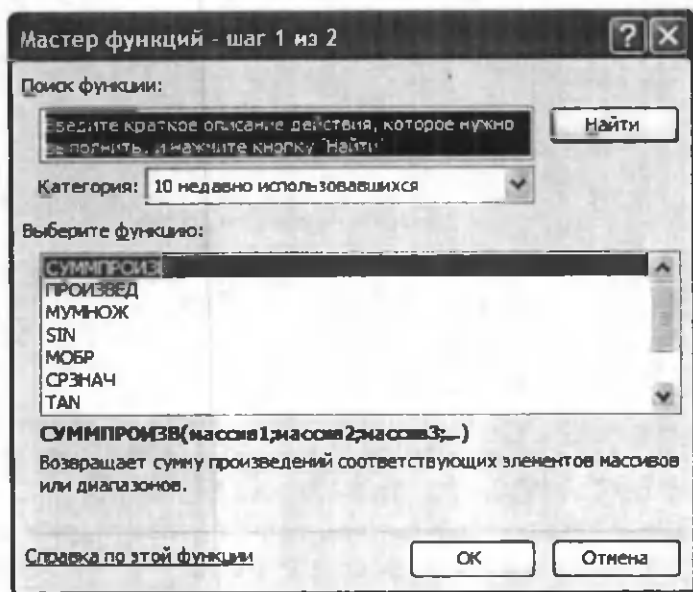 Мастер функций - шаг 1 из 2
Поиск функции:
Введите краткое описание действия, которое нужно
выполнить, и нажмите кнопку "Найти"
Найти
Категория: 10 недавно использовавшихся
Выберите функцию:
СУММПРОИЗВ
ПРОИЗВЕД
МУМНОЖ
SIN
МОБР
СРЗНАЧ
TAN
СУММПРОИЗВ(массив1;массив2;массив3;...)
Возвращает сумму произведений соответствующих элементов массивов
или диапазонов.
Справка по этой функции
ОК
Отмена